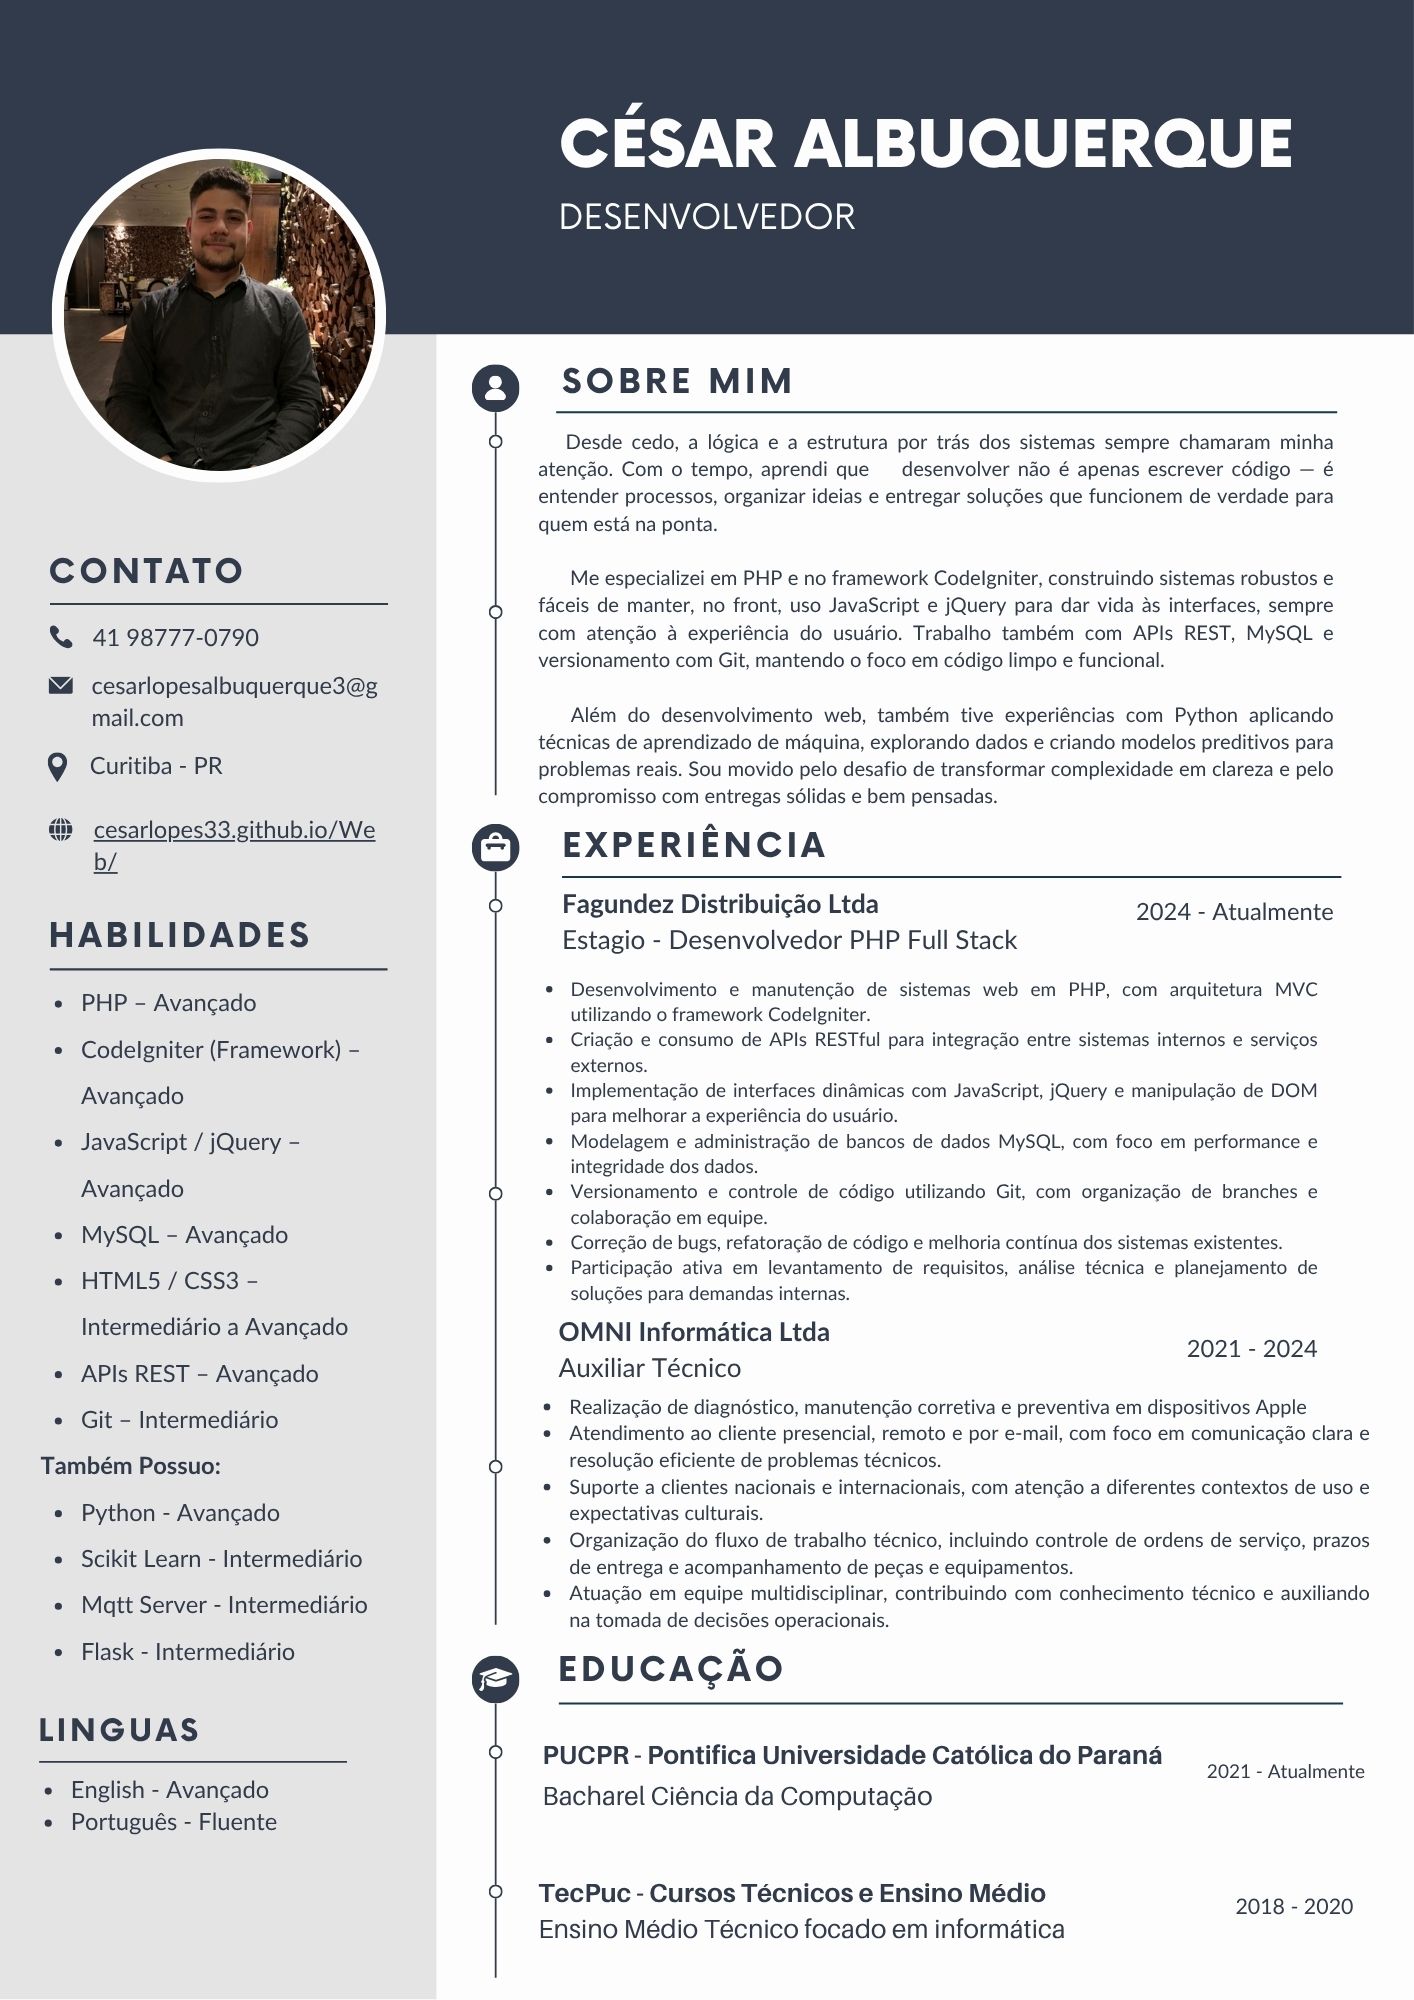 CÉSAR ALBUQUERQUE
DESENVOLVEDOR
CONTATO
41 98777-0790
cesarlopesalbuquerque3@g
mail.com
Curitiba - PR
cesarlopes33.github.io/We
b/
HABILIDADES
• PHP – Avançado
• CodeIgniter (Framework) –
Avançado
• JavaScript / jQuery –
Avançado
• MySQL – Avançado
• HTML5 / CSS3 –
Intermediário a Avançado
• APIs REST – Avançado
• Git – Intermediário
Também Possuo:
• Python - Avançado
• Scikit Learn - Intermediário
• Mqtt Server - Intermediário
• Flask - Intermediário
LINGUAS
• English - Avançado
• Português - Fluente
SOBRE MIM
Desde cedo, a lógica e a estrutura por trás dos sistemas sempre chamaram minha
atenção. Com o tempo, aprendi que desenvolver não é apenas escrever código — é
entender processos, organizar ideias e entregar soluções que funcionem de verdade para
quem está na ponta.
Me especializei em PHP e no framework CodeIgniter, construindo sistemas robustos e
fáceis de manter, no front, uso JavaScript e jQuery para dar vida às interfaces, sempre
com atenção à experiência do usuário. Trabalho também com APIs REST, MySQL e
versionamento com Git, mantendo o foco em código limpo e funcional.
Além do desenvolvimento web, também tive experiências com Python aplicando
técnicas de aprendizado de máquina, explorando dados e criando modelos preditivos para
problemas reais. Sou movido pelo desafio de transformar complexidade em clareza e pelo
compromisso com entregas sólidas e bem pensadas.
EXPERIÊNCIA
Fagundez Distribuição Ltda
2024 - Atualmente
Estagio - Desenvolvedor PHP Full Stack
• Desenvolvimento e manutenção de sistemas web em PHP, com arquitetura MVC
utilizando o framework CodeIgniter.
• Criação e consumo de APIs RESTful para integração entre sistemas internos e serviços
externos.
• Implementação de interfaces dinâmicas com JavaScript, jQuery e manipulação de DOM
para melhorar a experiência do usuário.
• Modelagem e administração de bancos de dados MySQL, com foco em performance e
integridade dos dados.
• Versionamento e controle de código utilizando Git, com organização de branches e
colaboração em equipe.
• Correção de bugs, refatoração de código e melhoria contínua dos sistemas existentes.
• Participação ativa em levantamento de requisitos, análise técnica e planejamento de
soluções para demandas internas.
OMNI Informática Ltda
2021 - 2024
Auxiliar Técnico
• Realização de diagnóstico, manutenção corretiva e preventiva em dispositivos Apple
• Atendimento ao cliente presencial, remoto e por e-mail, com foco em comunicação clara e
resolução eficiente de problemas técnicos.
• Suporte a clientes nacionais e internacionais, com atenção a diferentes contextos de uso e
expectativas culturais.
• Organização do fluxo de trabalho técnico, incluindo controle de ordens de serviço, prazos
de entrega e acompanhamento de peças e equipamentos.
• Atuação em equipe multidisciplinar, contribuindo com conhecimento técnico e auxiliando
na tomada de decisões operacionais.
EDUCAÇÃO
PUCPR - Pontifica Universidade Católica do Paraná
2021 - Atualmente
Bacharel Ciência da Computação
TecPuc - Cursos Técnicos e Ensino Médio
2018 - 2020
Ensino Médio Técnico focado em informática